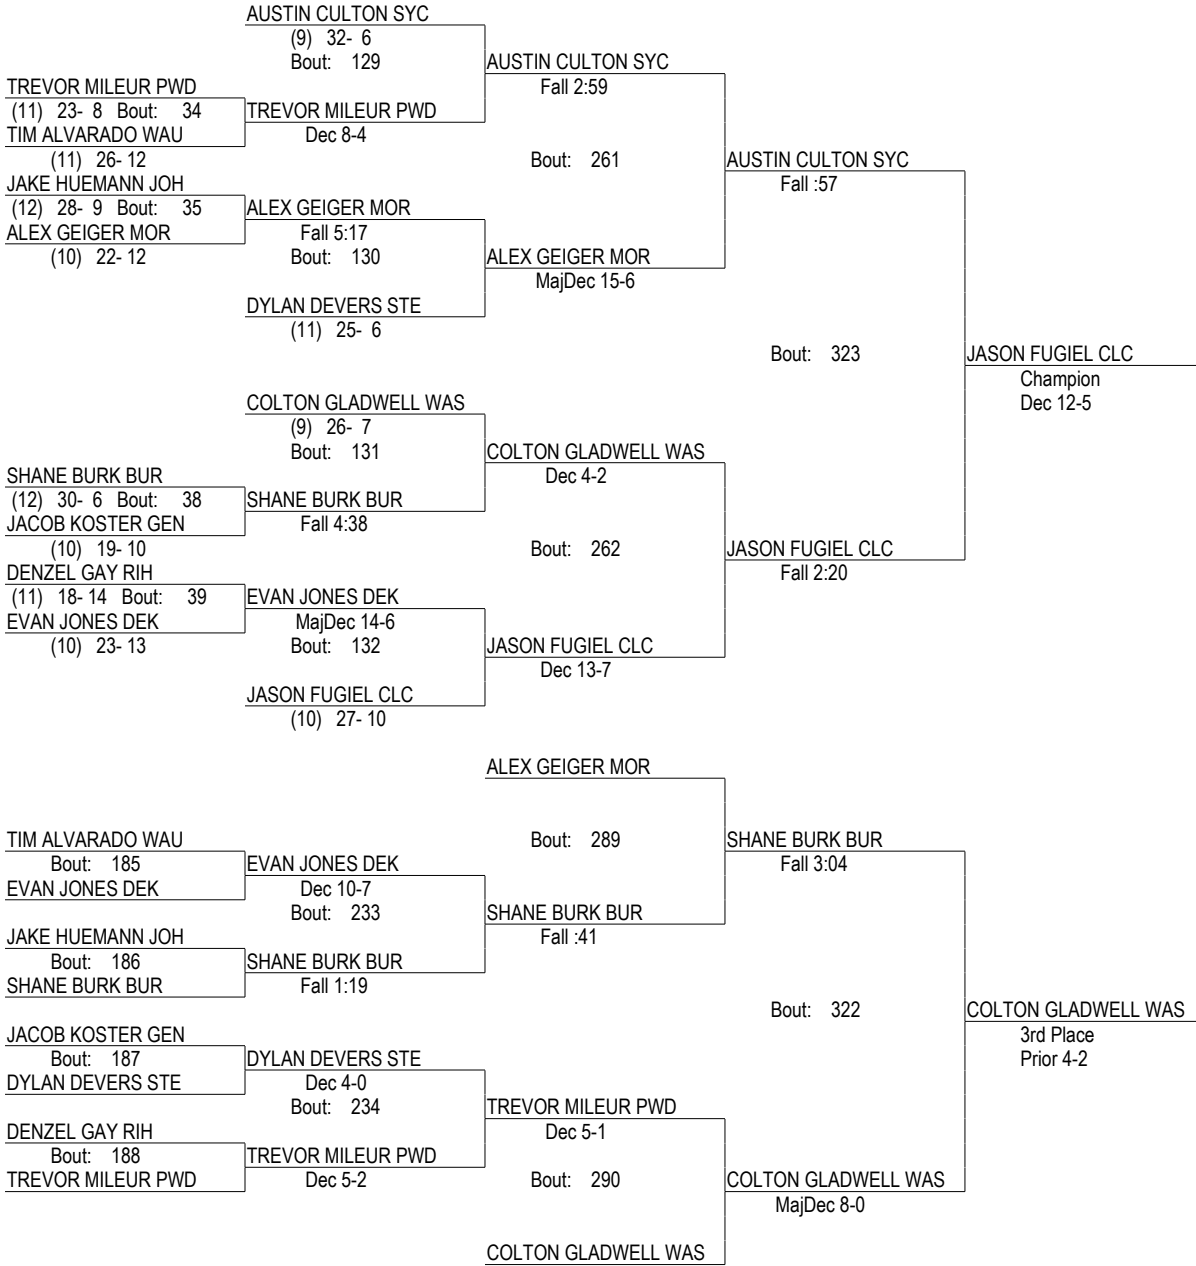 AUSTIN CULTON SYC
(9) 32- 6
Bout: 129
AUSTIN CULTON SYC
Fall 2:59
TREVOR MILEUR PWD
(11) 23- 8 Bout: 34
TREVOR MILEUR PWD
Dec 8-4
TIM ALVARADO WAU
(11) 26- 12
Bout: 261
AUSTIN CULTON SYC
Fall :57
JAKE HUEMANN JOH
(12) 28- 9 Bout: 35
ALEX GEIGER MOR
Fall 5:17
ALEX GEIGER MOR
(10) 22- 12
Bout: 130
ALEX GEIGER MOR
MajDec 15-6
DYLAN DEVERS STE
(11) 25- 6
Bout: 323
JASON FUGIEL CLC
Champion
Dec 12-5
COLTON GLADWELL WAS
(9) 26- 7
Bout: 131
COLTON GLADWELL WAS
Dec 4-2
SHANE BURK BUR
(12) 30- 6 Bout: 38
SHANE BURK BUR
Fall 4:38
JACOB KOSTER GEN
(10) 19- 10
Bout: 262
JASON FUGIEL CLC
Fall 2:20
DENZEL GAY RIH
(11) 18- 14 Bout: 39
EVAN JONES DEK
MajDec 14-6
EVAN JONES DEK
(10) 23- 13
Bout: 132
JASON FUGIEL CLC
Dec 13-7
JASON FUGIEL CLC
(10) 27- 10
ALEX GEIGER MOR
TIM ALVARADO WAU
Bout: 185
EVAN JONES DEK
Bout: 289
SHANE BURK BUR
Fall 3:04
EVAN JONES DEK
Dec 10-7
Bout: 233
SHANE BURK BUR
Fall :41
JAKE HUEMANN JOH
Bout: 186
SHANE BURK BUR
SHANE BURK BUR
Fall 1:19
Bout: 322
COLTON GLADWELL WAS
3rd Place
Prior 4-2
JACOB KOSTER GEN
Bout: 187
DYLAN DEVERS STE
DYLAN DEVERS STE
Dec 4-0
Bout: 234
TREVOR MILEUR PWD
Dec 5-1
DENZEL GAY RIH
Bout: 188
TREVOR MILEUR PWD
TREVOR MILEUR PWD
Dec 5-2
Bout: 290
COLTON GLADWELL WAS
MajDec 8-0
COLTON GLADWELL WAS